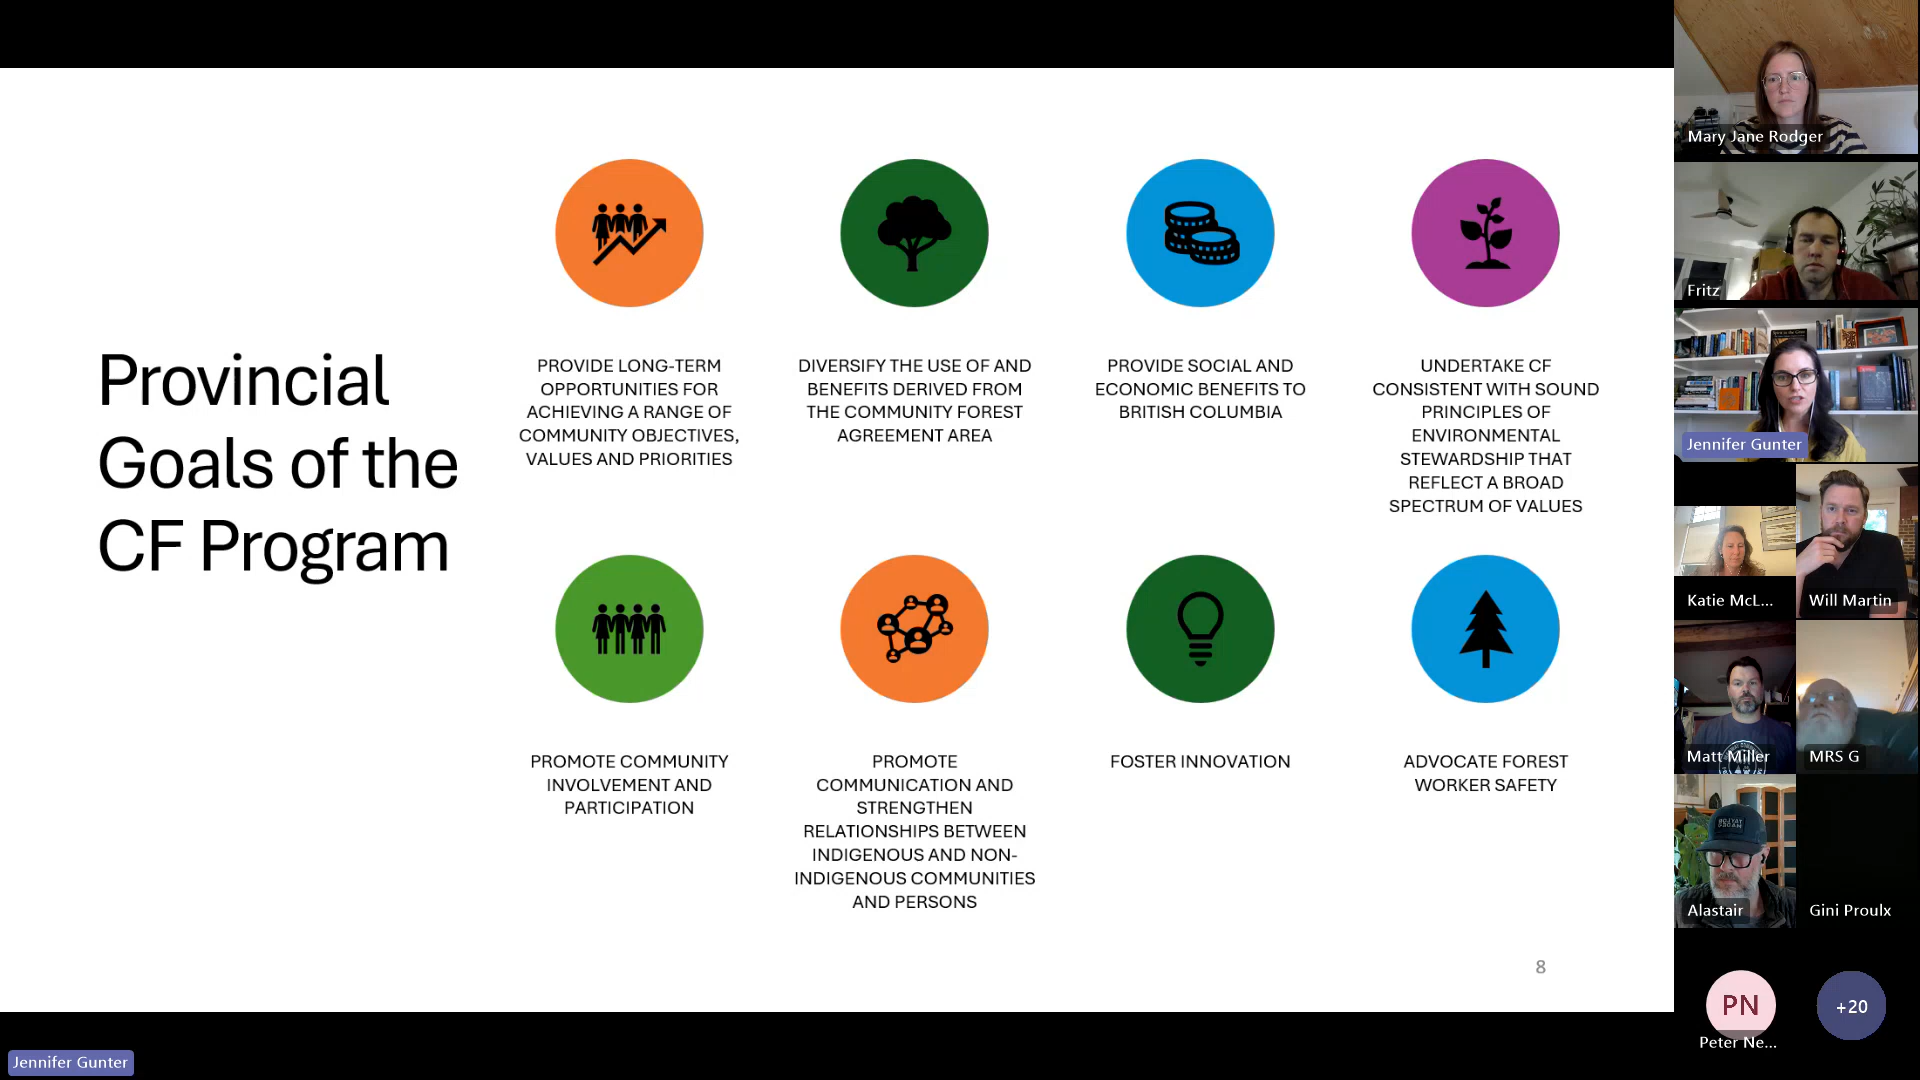 Provincial
Goals of the
CF Program
PROVIDE LONG-TERM
OPPORTUNITIES FOR
ACHIEVING A RANGE OF
COMMUNITY OBJECTIVES,
VALUES AND PRIORITIES
DIVERSIFY THE USE OF AND
BENEFITS DERIVED FROM
THE COMMUNITY FOREST
AGREEMENT AREA
PROVIDE SOCIAL AND
ECONOMIC BENEFITS TO
BRITISH COLUMBIA
UNDERTAKE CF
CONSISTENT WITH SOUND
PRINCIPLES OF
ENVIRONMENTAL
STEWARDSHIP THAT
REFLECT A BROAD
SPECTRUM OF VALUES
PROMOTE COMMUNITY
INVOLVEMENT AND
PARTICIPATION
PROMOTE
COMMUNICATION AND
STRENGTHEN
RELATIONSHIPS BETWEEN
INDIGENOUS AND NON-
INDIGENOUS COMMUNITIES
AND PERSONS
FOSTER INNOVATION
ADVOCATE FOREST
WORKER SAFETY
8
Jennifer Gunter
Mary Jane Rodger
Fritz
Jennifer Gunter
Katie McL...
Will Martin
Matt Miller
MRS G
Alastair
Gini Proulx
PN
Peter Ne...
+20